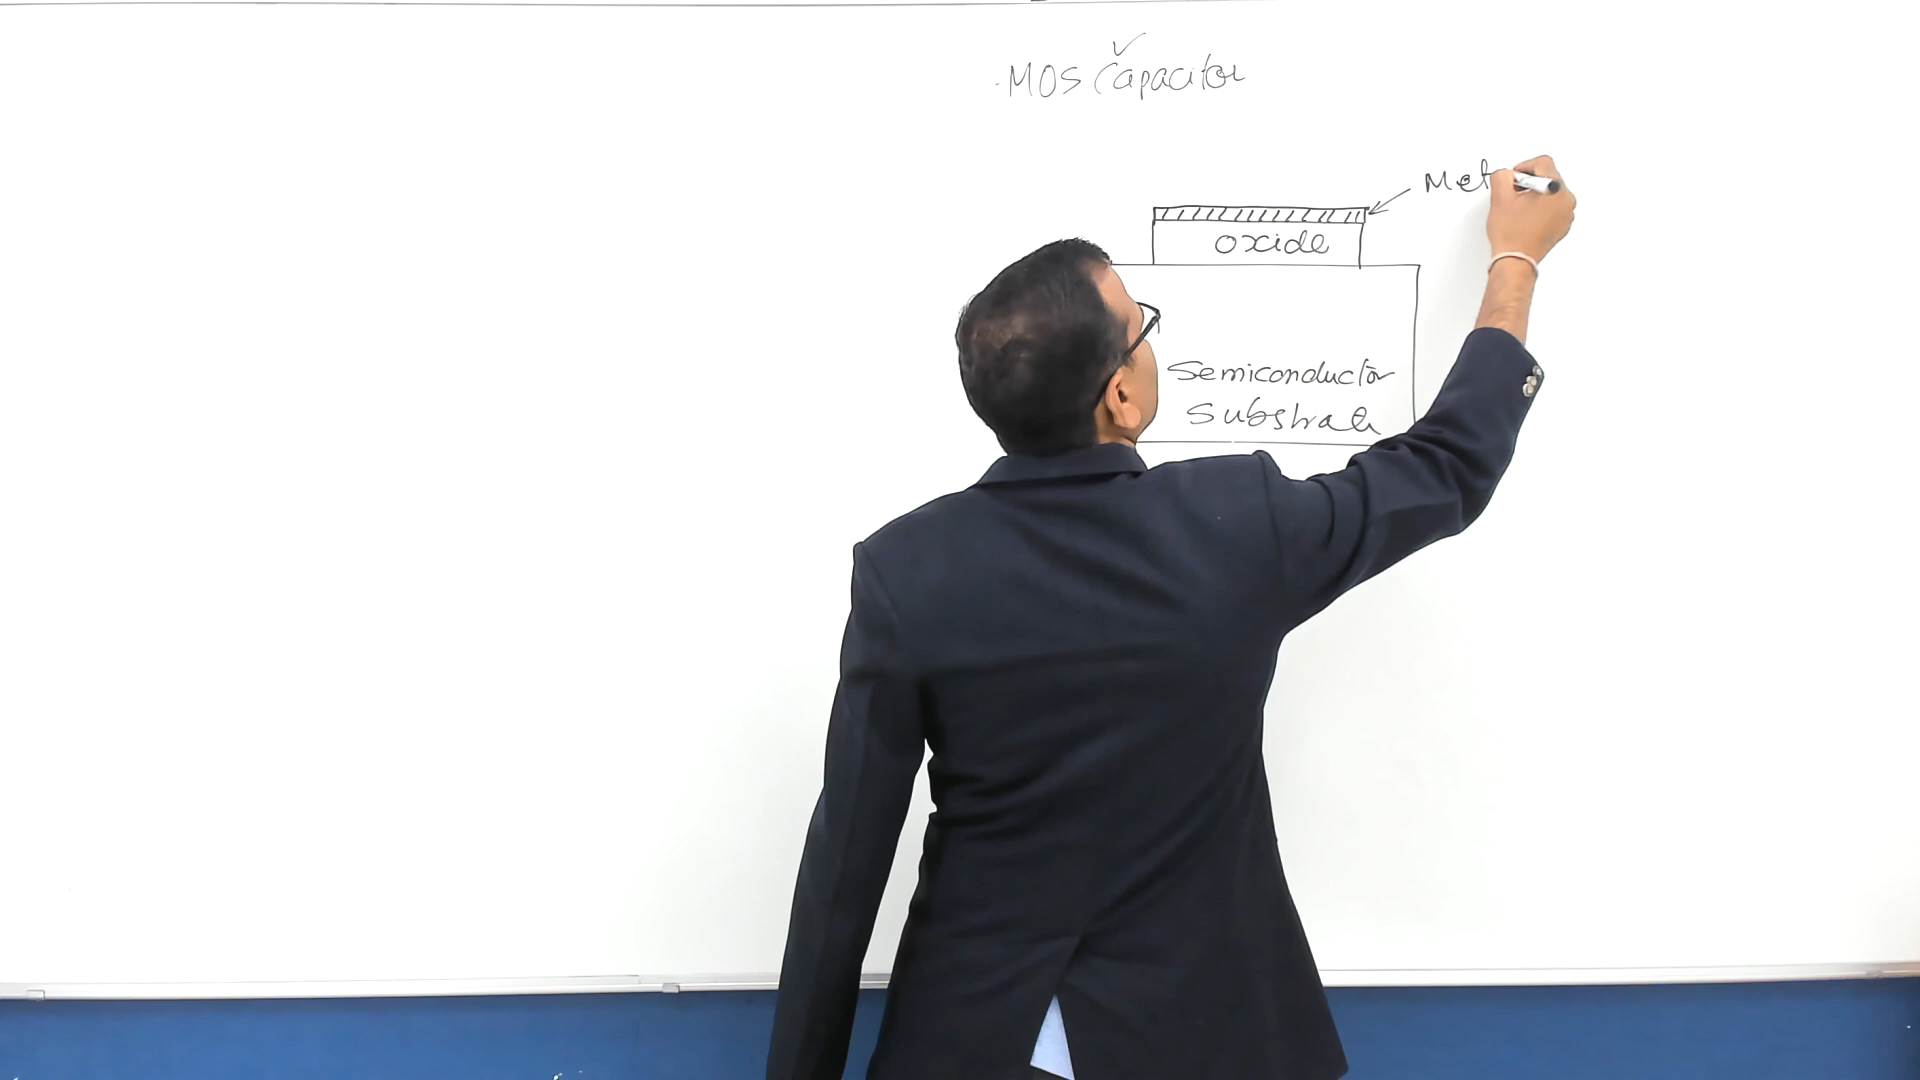 MOS Capacitor
Met
oxide
Semiconductor
Substrate